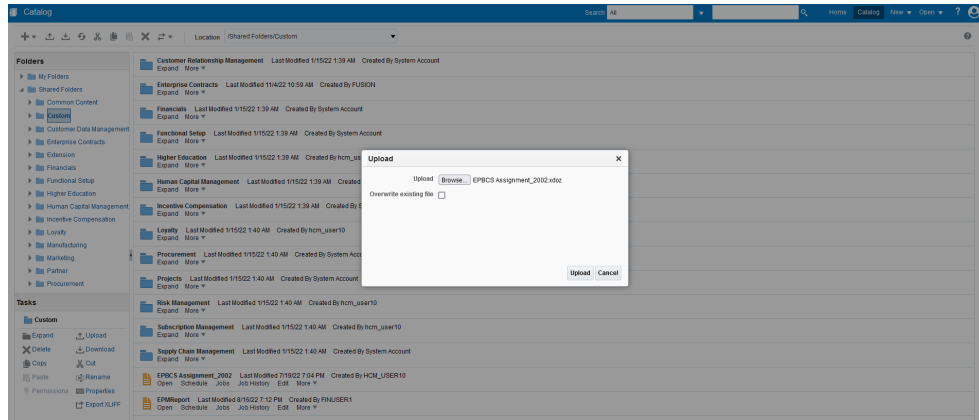 Catalog
Search All
Home Catalog New Open ?
Location /Shared Folders/Custom
Folders
My Folders
Shared Folders
Common Content
Custom
Customer Data Management
Enterprise Contracts
Extension
Financials
Functional Setup
Higher Education
Human Capital Management
Incentive Compensation
Loyalty
Manufacturing
Marketing
Partner
Procurement
Tasks
Custom
Expand Upload
Delete Download
Copy Cut
Paste Rename
Permissions Properties
Export XLIFF
Customer Relationship Management Last Modified 1/15/22 1:39 AM Created By System Account
Expand More
Enterprise Contracts Last Modified 11/4/22 10:59 AM Created By FUSION
Expand More
Financials Last Modified 1/15/22 1:39 AM Created By System Account
Expand More
Functional Setup Last Modified 1/15/22 1:39 AM Created By System Account
Expand More
Higher Education Last Modified 1/15/22 1:39 AM Created By hcm_us
Expand More
Human Capital Management Last Modified 1/15/22 1:39 AM Created
Expand More
Incentive Compensation Last Modified 1/15/22 1:39 AM Created By S
Expand More
Loyalty Last Modified 1/15/22 1:40 AM Created By hcm_user10
Expand More
Procurement Last Modified 1/15/22 1:40 AM Created By System Acc
Expand More
Projects Last Modified 1/15/22 1:40 AM Created By System Account
Expand More
Risk Management Last Modified 1/15/22 1:40 AM Created By hcm_user10
Expand More
Subscription Management Last Modified 1/15/22 1:40 AM Created By hcm_user10
Expand More
Supply Chain Management Last Modified 1/15/22 1:40 AM Created By System Account
Expand More
EPBCS Assignment_2002 Last Modified 7/19/22 7:04 PM Created By HCM_USER10
Open Schedule Jobs Job History Edit More
EPMReport Last Modified 8/16/22 7:12 PM Created By FINUSER1
Open Schedule Jobs Job History Edit More
Upload
Upload Browse... EPBCS Assignment_2002.xdoz
Overwrite existing file
Upload Cancel